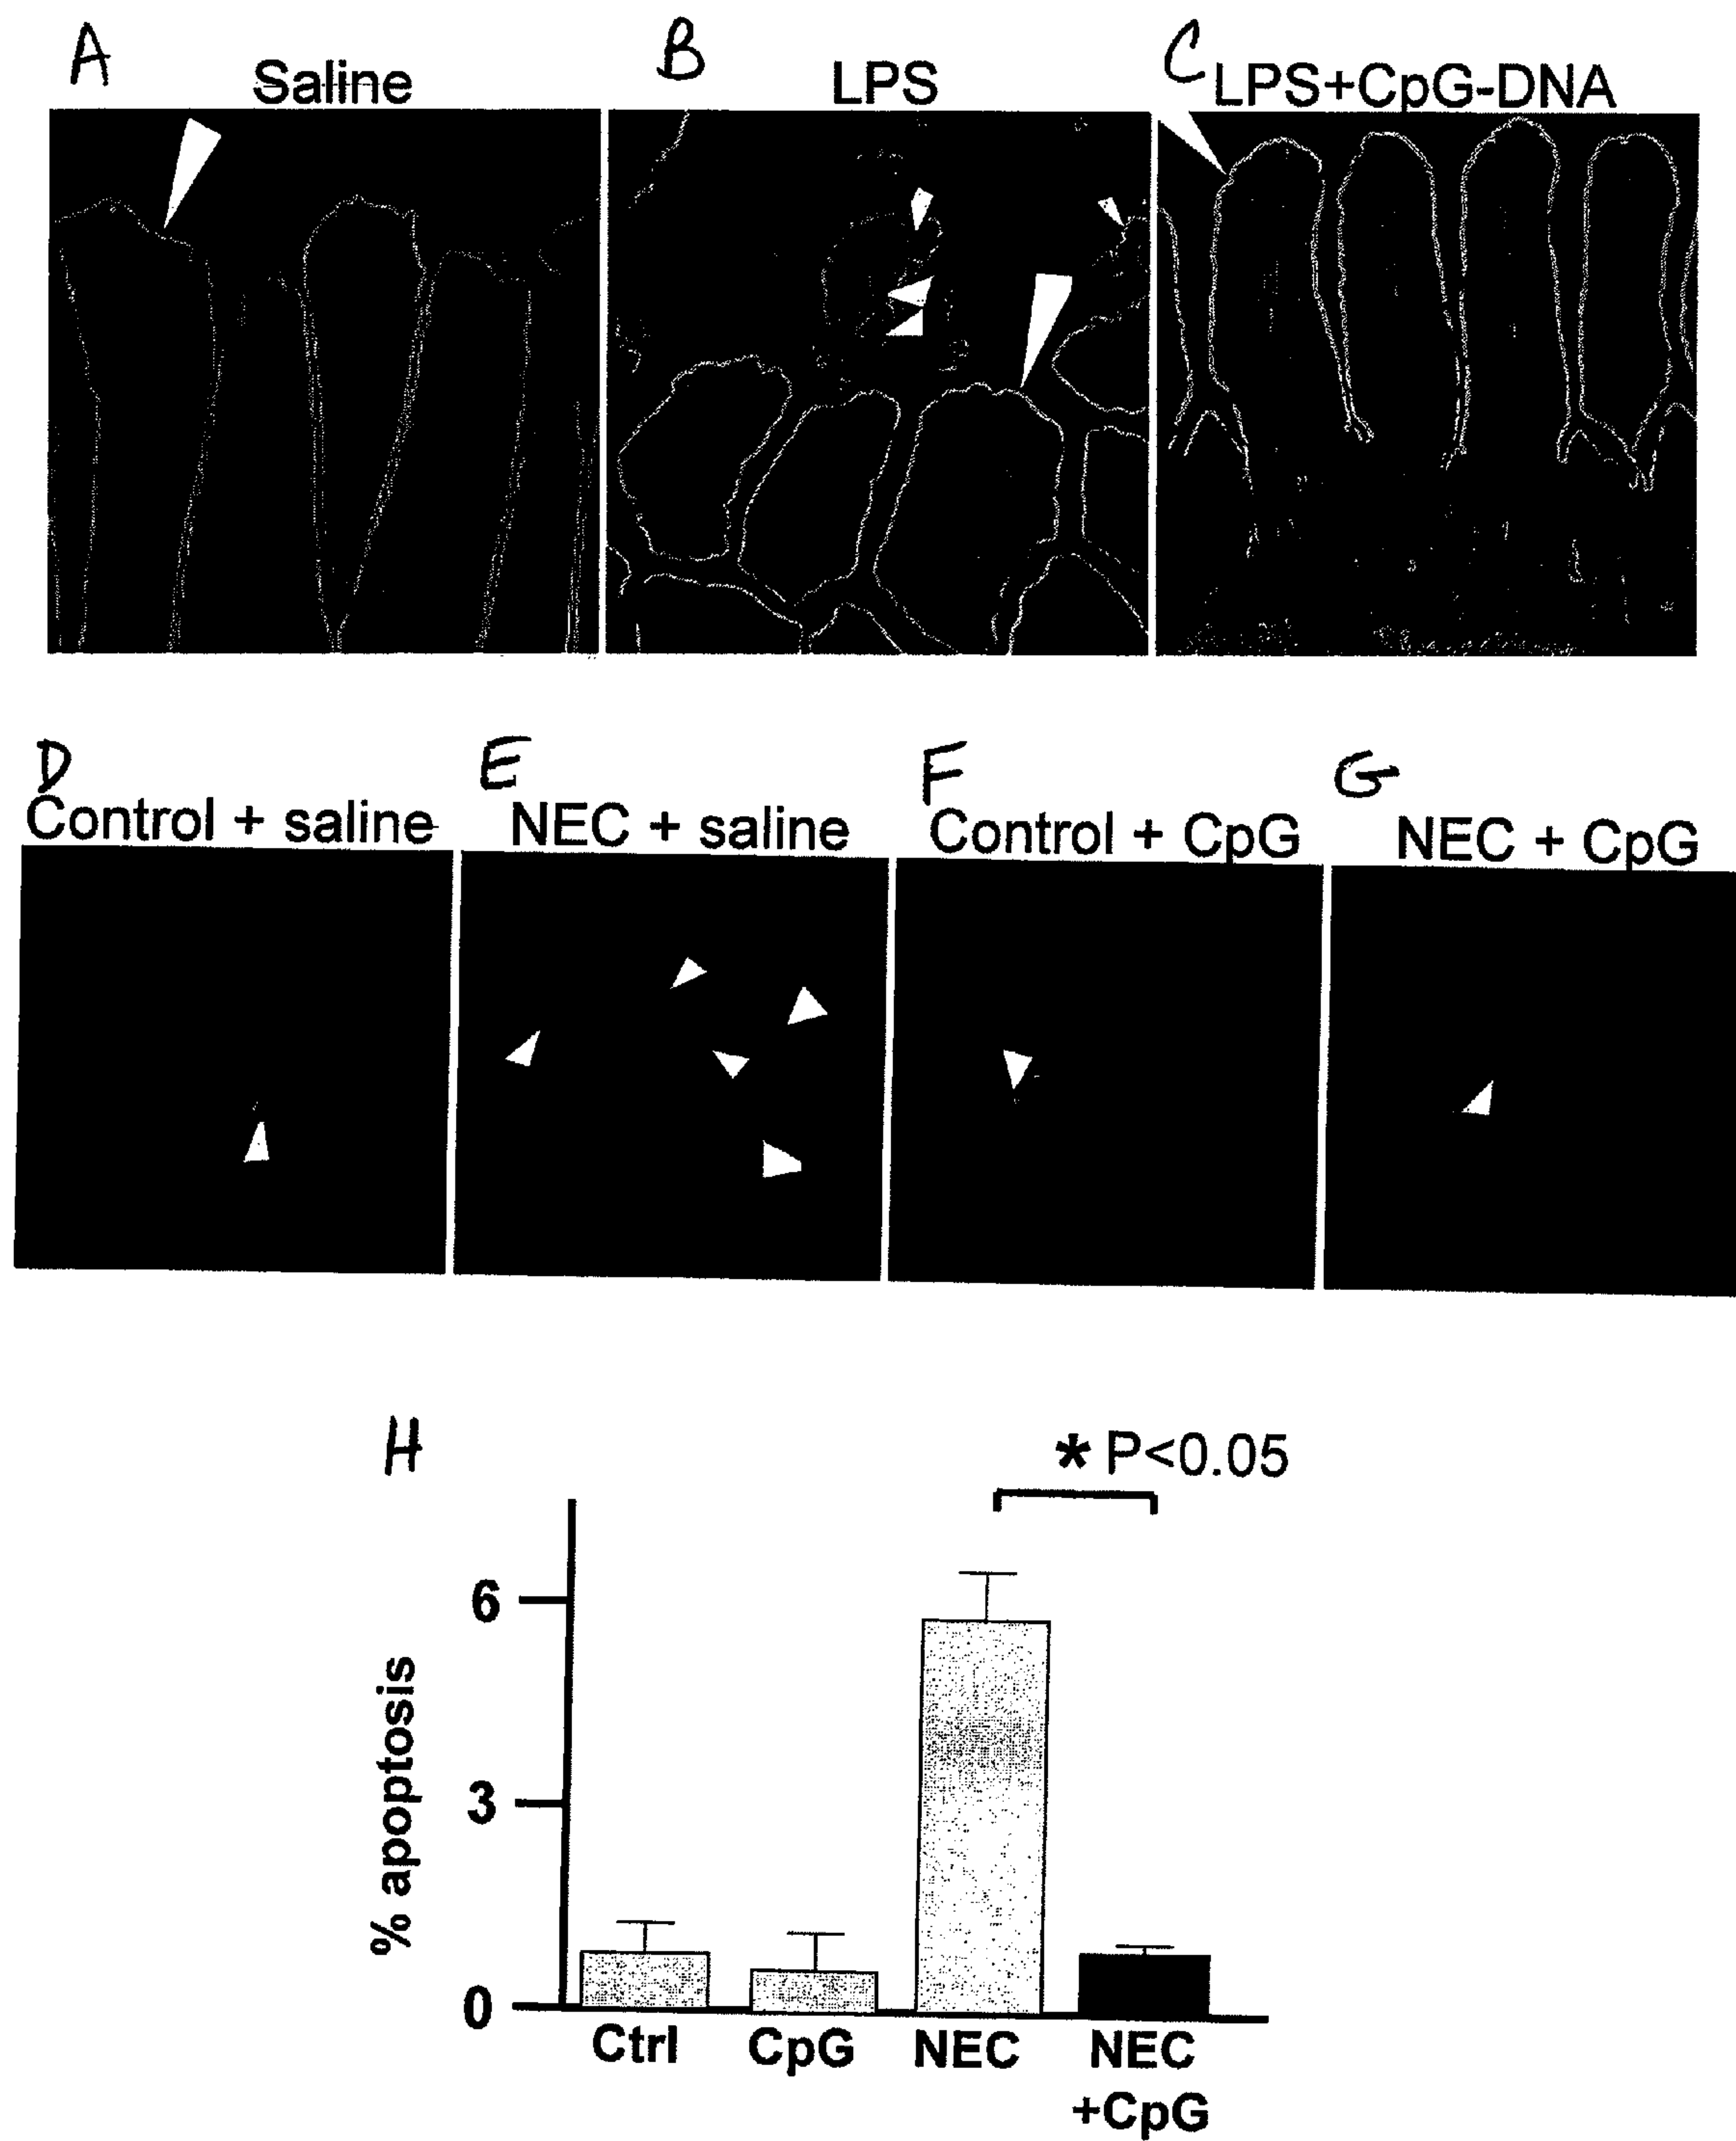 A
Saline
B
LPS
C
LPS+CpG-DNA
D
Control + saline
E
NEC + saline
F
Control + CpG
G
NEC + CpG
H
* P<0.05
6
3
0
% apoptosis
Ctrl
CpG
NEC
NEC
+CpG